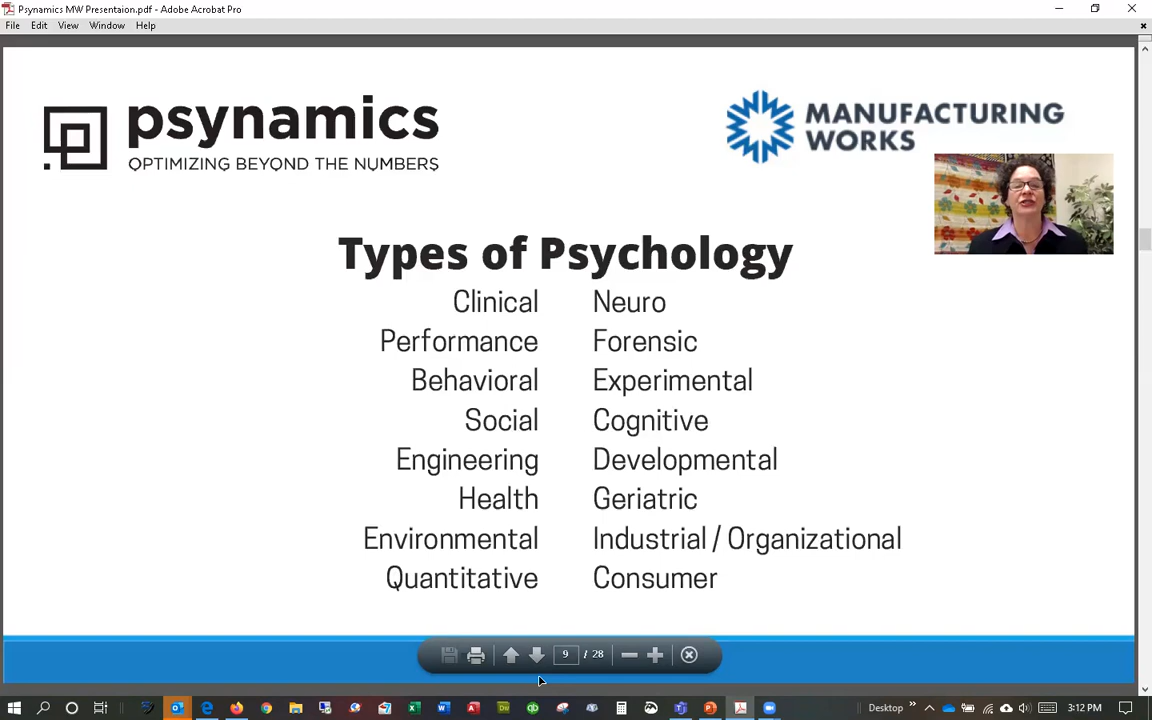 Psynamics MW Presentaion.pdf - Adobe Acrobat Pro
File Edit View Window Help
psynamics
OPTIMIZING BEYOND THE NUMBERS
MANUFACTURING
WORKS
Types of Psychology
Clinical Neuro
Performance Forensic
Behavioral Experimental
Social Cognitive
Engineering Developmental
Health Geriatric
Environmental Industrial / Organizational
Quantitative Consumer
9 / 28
Desktop 3:12 PM